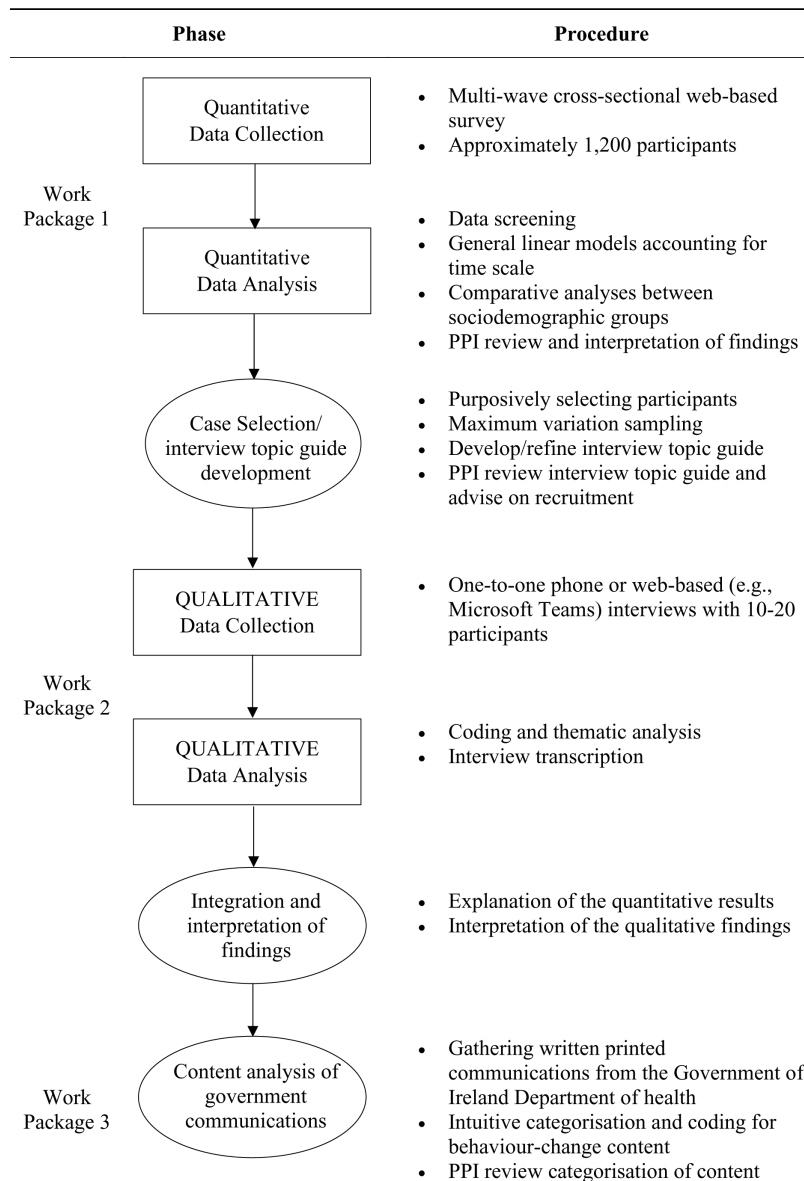 Phase
Procedure
Quantitative
Data Collection
• Multi-wave cross-sectional web-based
survey
• Approximately 1,200 participants
Work
Package 1
Quantitative
Data Analysis
• Data screening
• General linear models accounting for
time scale
• Comparative analyses between
sociodemographic groups
• PPI review and interpretation of findings
Case Selection/
interview topic guide
development
• Purposively selecting participants
• Maximum variation sampling
• Develop/refine interview topic guide
• PPI review interview topic guide and
advise on recruitment
QUALITATIVE
Data Collection
• One-to-one phone or web-based (e.g.,
Microsoft Teams) interviews with 10-20
participants
Work
Package 2
QUALITATIVE
Data Analysis
• Coding and thematic analysis
• Interview transcription
Integration and
interpretation of
findings
• Explanation of the quantitative results
• Interpretation of the qualitative findings
Work
Package 3
Content analysis of
government
communications
• Gathering written printed
communications from the Government of
Ireland Department of health
• Intuitive categorisation and coding for
behaviour-change content
• PPI review categorisation of content